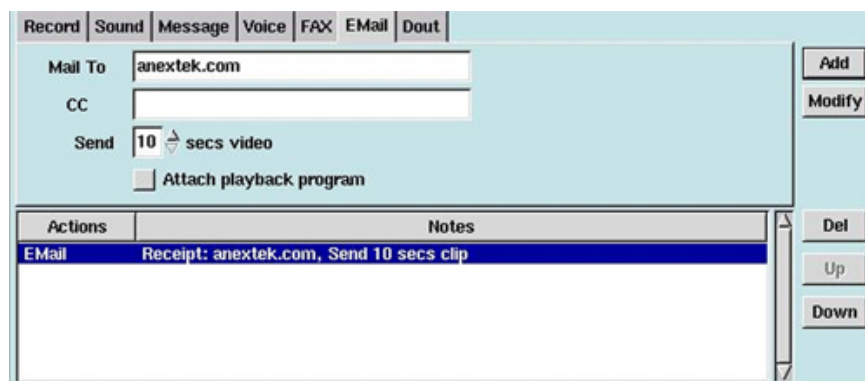 Record Sound Message Voice FAX EMail Dout
Mail To anextek.com
Add
CC
Modify
Send 10 secs video
Attach playback program
Actions Notes
Del
EMail Receipt: anextek.com, Send 10 secs clip
Up
Down